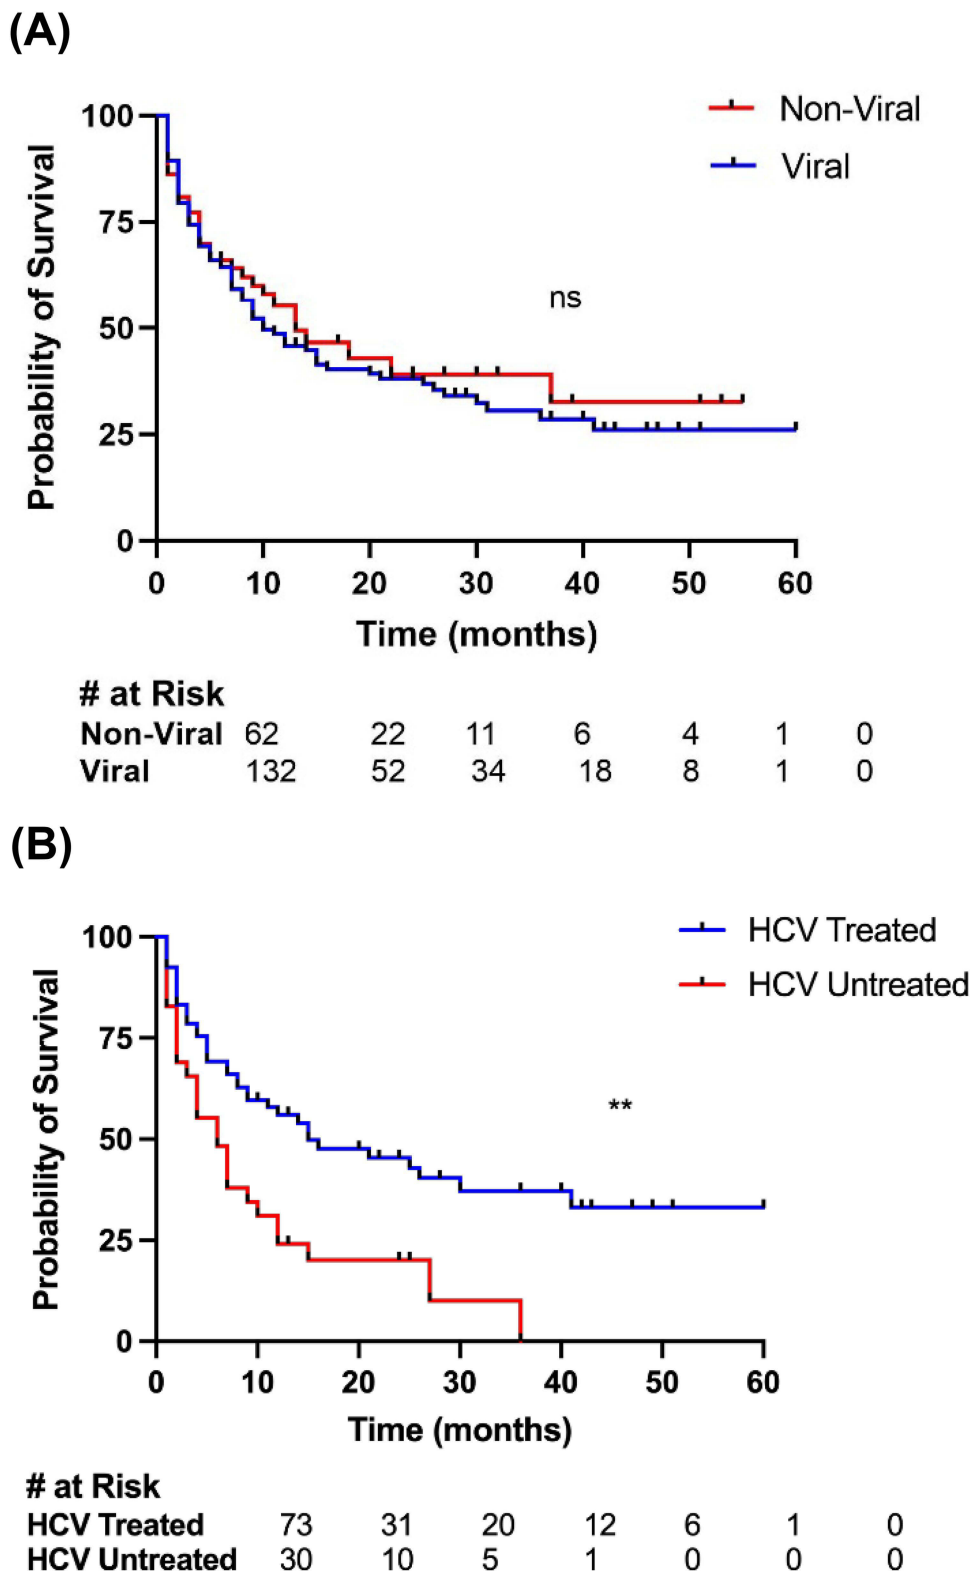 (A)
Non-Viral
Viral
Probability of Survival
100
75
50
25
0
ns
0 10 20 30 40 50 60
Time (months)
# at Risk
Non-Viral 62 22 11 6 4 1 0
Viral 132 52 34 18 8 1 0
(B)
HCV Treated
HCV Untreated
Probability of Survival
100
75
50
25
0
**
0 10 20 30 40 50 60
Time (months)
# at Risk
HCV Treated 73 31 20 12 6 1 0
HCV Untreated 30 10 5 1 0 0 0